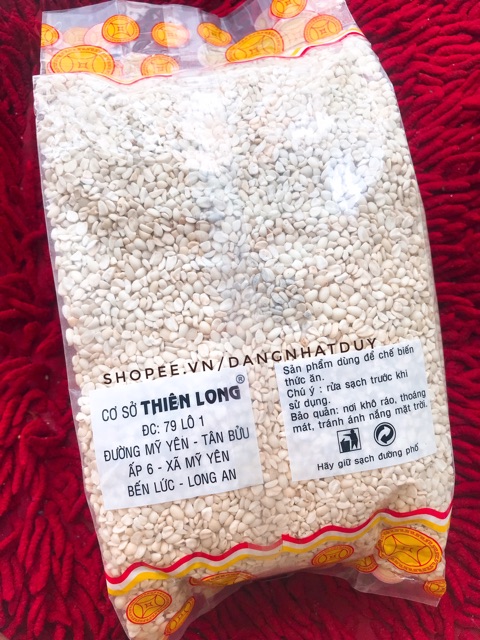 SHOPEE.VN/DANGNHATDUY
CƠ SỞ THIÊN LONG®
ĐC: 79 LÔ 1
ĐƯỜNG MỸ YÊN - TÂN BỬU
ẤP 6 - XÃ MỸ YÊN
BẾN LỨC - LONG AN
Sản phẩm dùng để chế biến
thức ăn.
Chú ý : rửa sạch trước khi
sử dụng.
Bảo quản: nơi khô ráo, thoáng
mát, tránh ánh nắng mặt trời.
Hãy giữ sạch đường phố